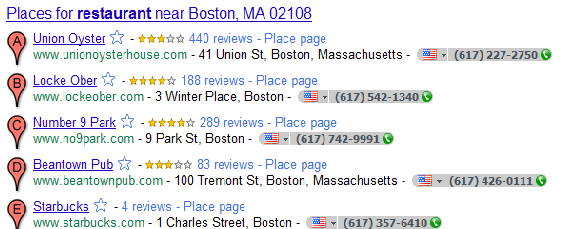 Places for restaurant near Boston, MA 02108
A Union Oyster - 440 reviews - Place page
www.unionoysterhouse.com - 41 Union St, Boston, Massachusetts - (617) 227-2750
B Locke Ober - 188 reviews - Place page
www.lockeober.com - 3 Winter Place, Boston - (617) 542-1340
C Number 9 Park - 289 reviews - Place page
www.no9park.com - 9 Park St, Boston - (617) 742-9991
D Beantown Pub - 83 reviews - Place page
www.beantownpub.com - 100 Tremont St, Boston, Massachusetts - (617) 426-0111
E Starbucks - 4 reviews - Place page
www.starbucks.com - 1 Charles Street, Boston - (617) 357-6410